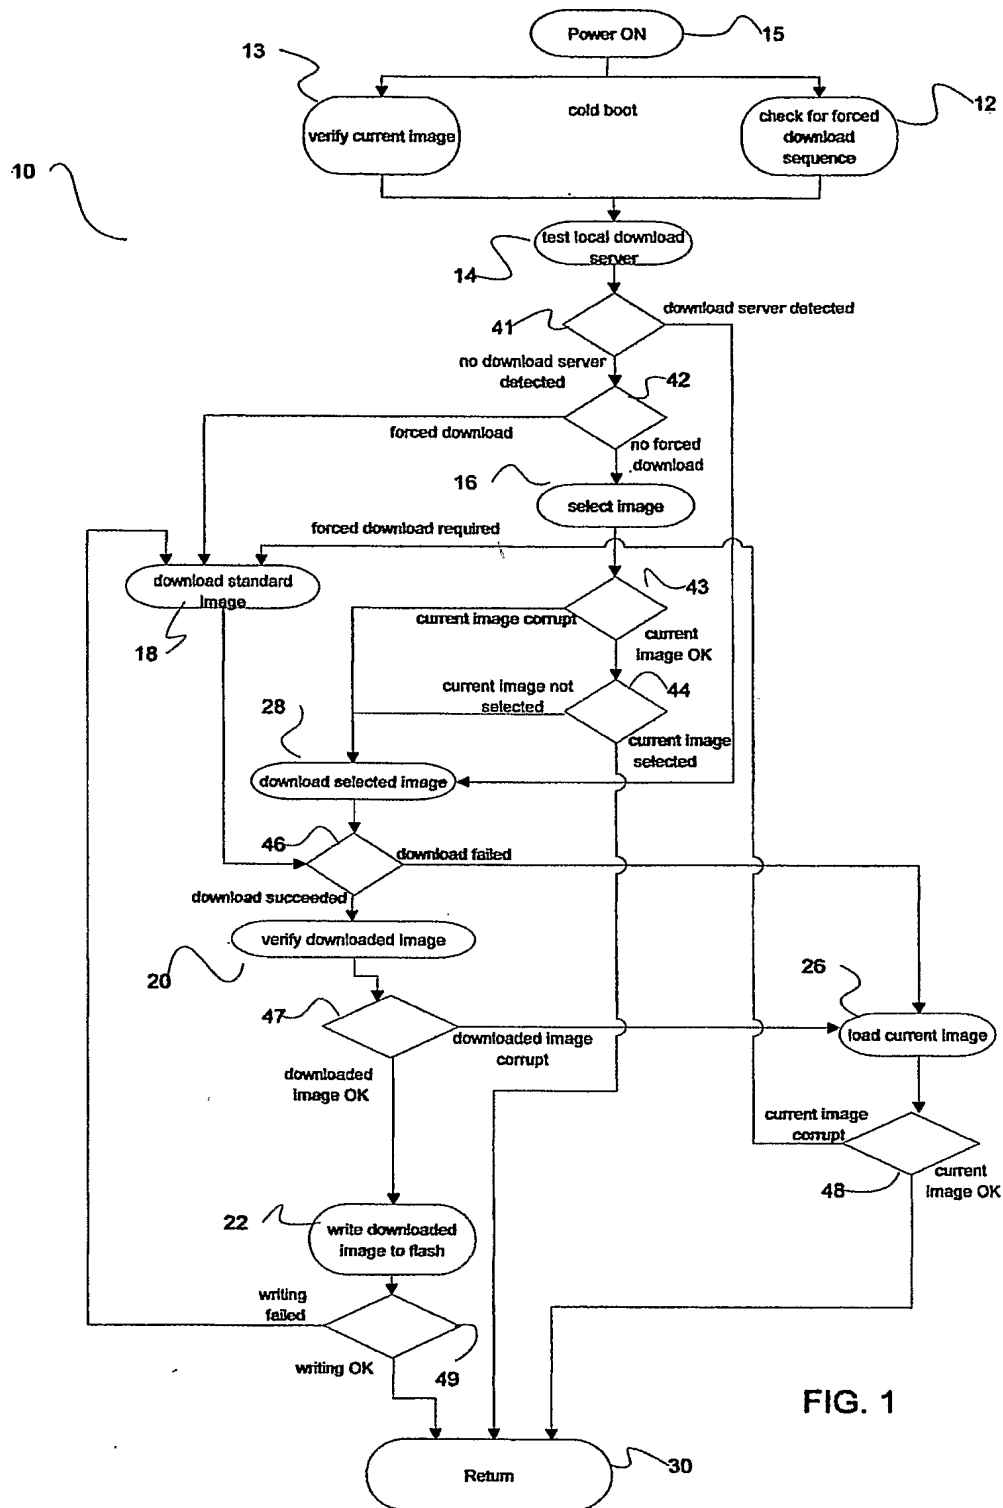 Power ON
15
13
12
cold boot
verify current image
check for forced
download
sequence
10
test local download
server
14
41
download server detected
no download server
detected
42
forced download
no forced
download
16
select image
forced download required
download standard
image
43
current image corrupt
current
image OK
18
current image not
selected
44
28
current image
selected
download selected image
46
download failed
download succeeded
verify downloaded image
20
26
47
downloaded image
corrupt
load current image
downloaded
image OK
current image
corrupt
current
image OK
48
22
write downloaded
image to flash
writing
failed
writing OK
49
FIG. 1
Return
30